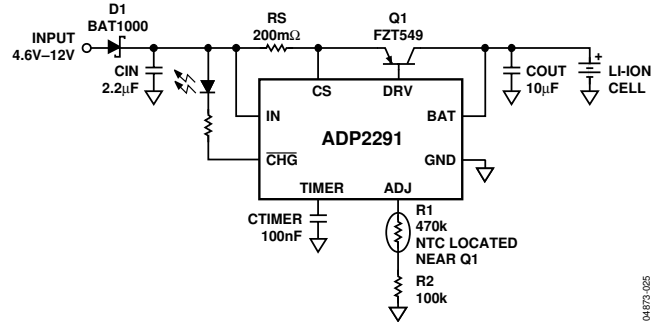 D1
BAT1000
INPUT
4.6V–12V
CIN
2.2µF
RS
200mΩ
Q1
FZT549
CS
DRV
IN
BAT
ADP2291
CHG
GND
TIMER
ADJ
COUT
10µF
+
LI-ION
CELL
CTIMER
100nF
R1
470k
NTC LOCATED
NEAR Q1
R2
100k
04873-025